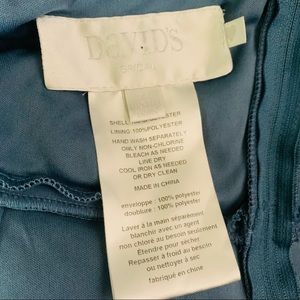 DAVID'S
BRIDAL
SHELL 100% POLYESTER
LINING 100%POLYESTER
HAND WASH SEPARATELY
ONLY NON-CHLORINE
BLEACH AS NEEDED
LINE DRY
COOL IRON AS NEEDED
OR DRY CLEAN
MADE IN CHINA
enveloppe : 100% polyester
doublure : 100% polyester
Laver à la main séparément
blanchir avec un agent
non chloré au besoin seulement
Étendre pour sécher
Repasser à froid au besoin
ou nettoyer à sec
fabriqué en chine